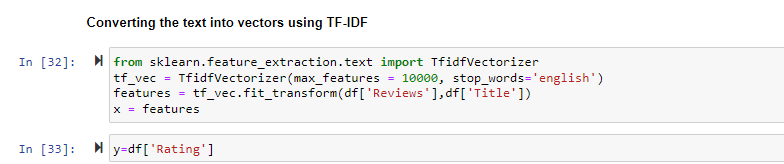 Converting the text into vectors using TF-IDF
In [32]: from sklearn.feature_extraction.text import TfidfVectorizer
tf_vec = TfidfVectorizer(max_features = 10000, stop_words='english')
features = tf_vec.fit_transform(df['Reviews'],df['Title'])
x = features
In [33]: y=df['Rating']